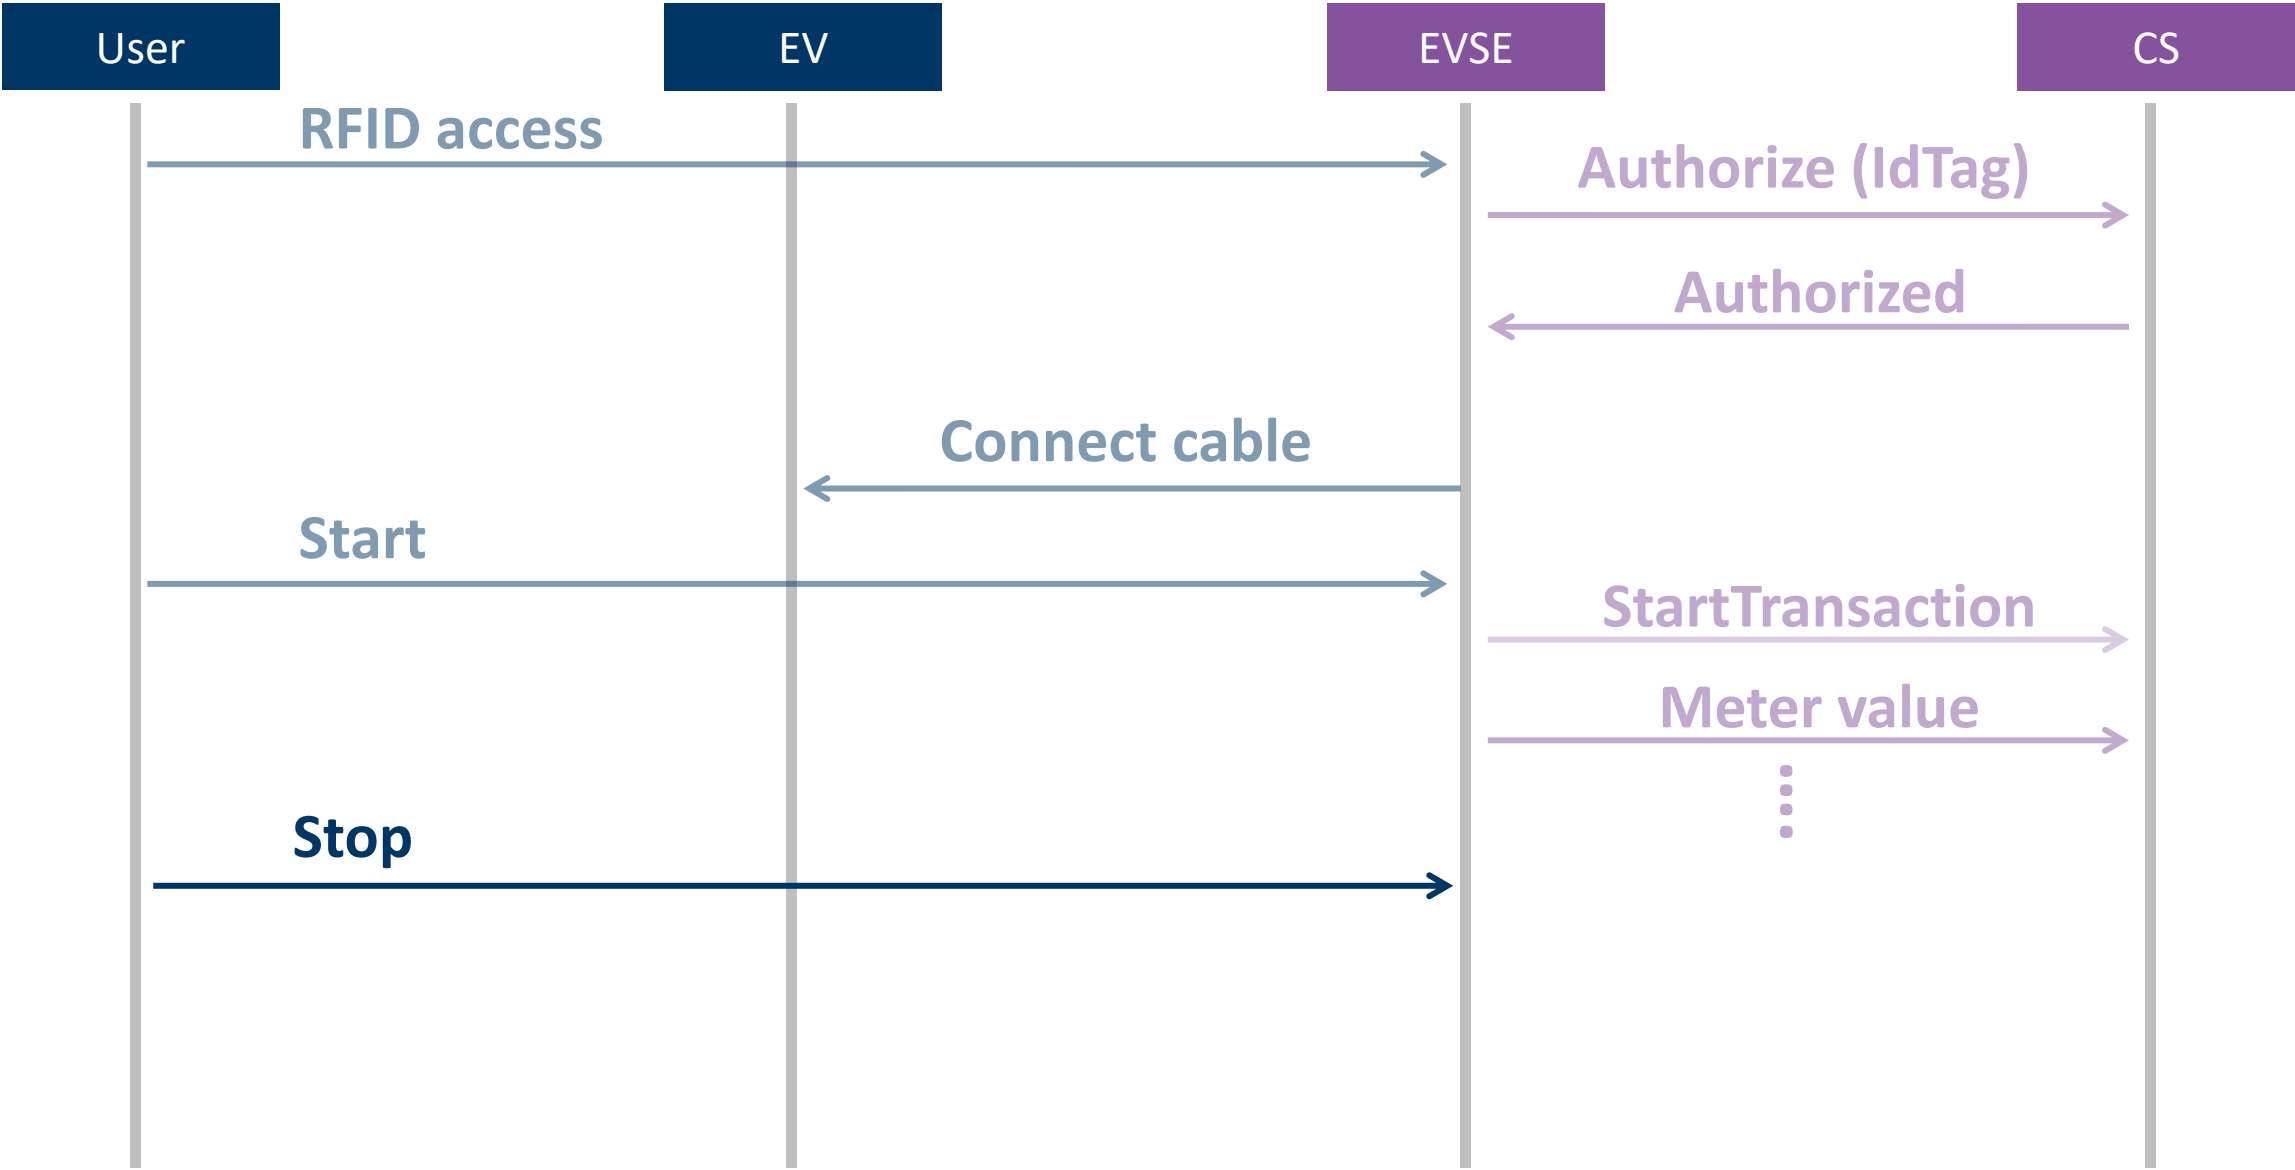 User
EV
EVSE
CS
RFID access
Authorize (IdTag)
Authorized
Connect cable
Start
StartTransaction
Meter value
Stop